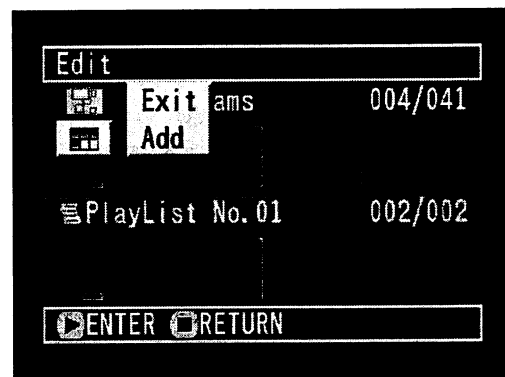 Edit
Exit ams 004/041
Add
PlayList No.01 002/002
ENTER RETURN